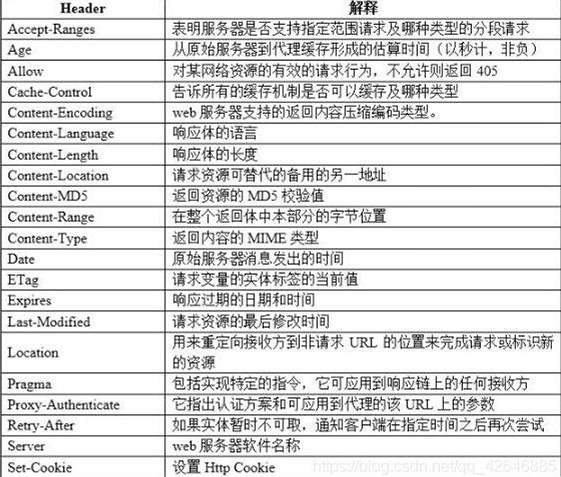 Header 解释
Accept-Ranges 表明服务器是否支持指定范围请求及哪种类型的分段请求
Age 从原始服务器到代理缓存形成的估算时间（以秒计，非负）
Allow 对某网络资源的有效的请求行为，不允许则返回 405
Cache-Control 告诉所有的缓存机制是否可以缓存及哪种类型
Content-Encoding web服务器支持的返回内容压缩编码类型。
Content-Language 响应体的语言
Content-Length 响应体的长度
Content-Location 请求资源可替代的备用的另一地址
Content-MD5 返回资源的 MD5 校验值
Content-Range 在整个返回体中本部分的字节位置
Content-Type 返回内容的 MIME 类型
Date 原始服务器消息发出的时间
ETag 请求变量的实体标签的当前值
Expires 响应过期的日期和时间
Last-Modified 请求资源的最后修改时间
Location 用来重定向接收方到非请求 URL 的位置来完成请求或标识新
的资源
Pragma 包括实现特定的指令，它可应用到响应链上的任何接收方
Proxy-Authenticate 它指出认证方案和可应用到代理的该 URL 上的参数
Retry-After 如果实体暂时不可取，通知客户端在指定时间之后再次尝试
Server web 服务器软件名称
Set-Cookie 设置 Http Cookie
https://blog.csdn.net/qq_42646885